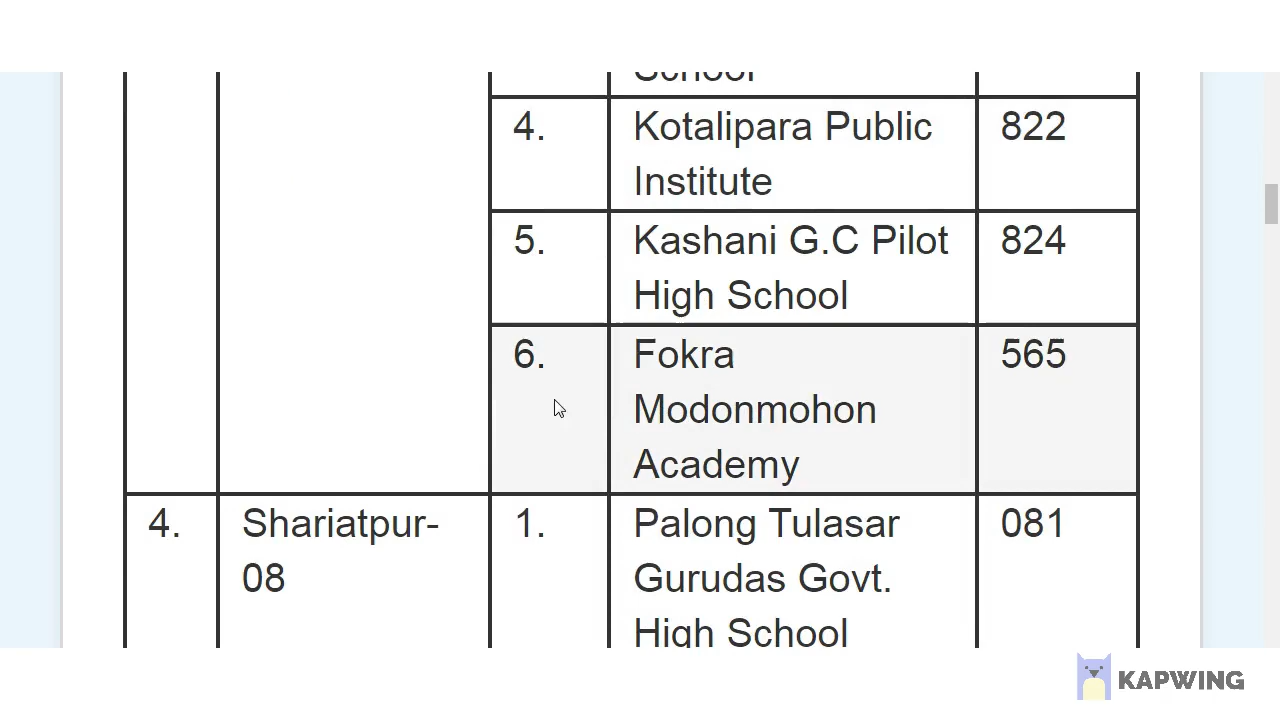 School
4. Kotalipara Public 822
Institute
5. Kashani G.C Pilot 824
High School
6. Fokra 565
Modonmohon
Academy
4. Shariatpur- 1. Palong Tulasar 081
08 Gurudas Govt.
High School
KAPWING